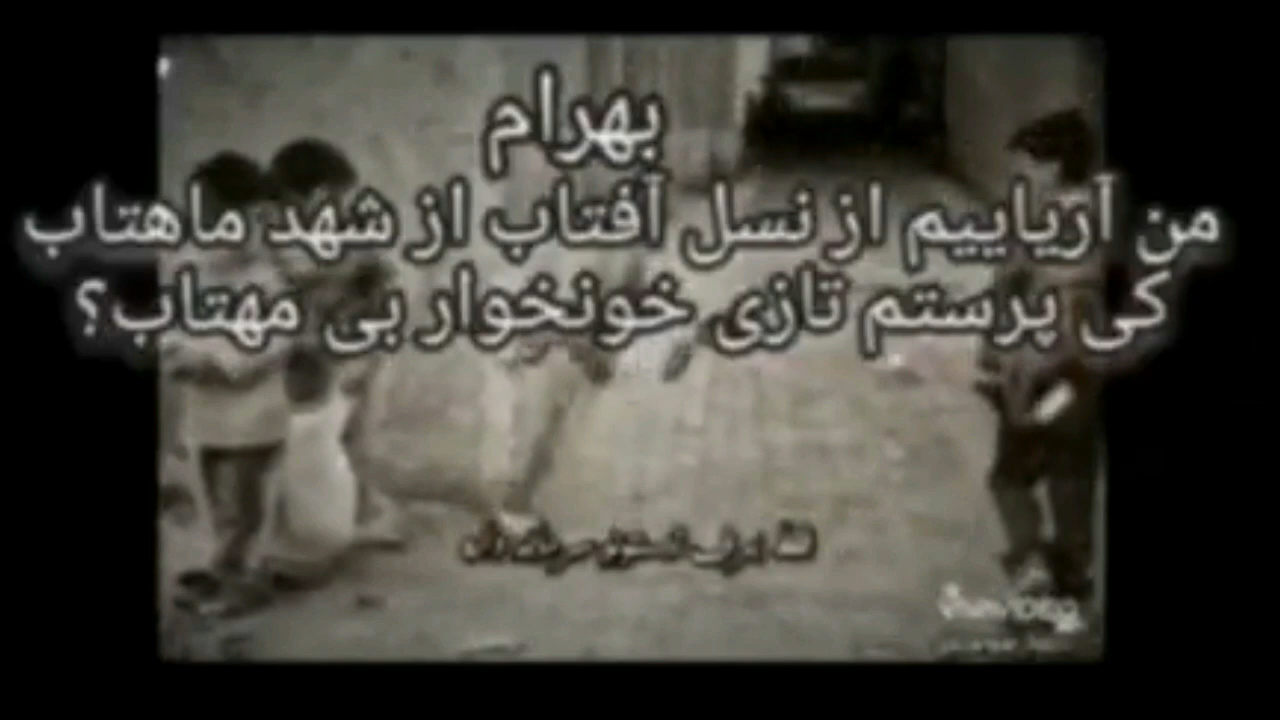 بهرام
من آریاییم از نسل آفتاب از شهد ماهتاب
کی پرستم تازی خونخوار بی مهتاب؟